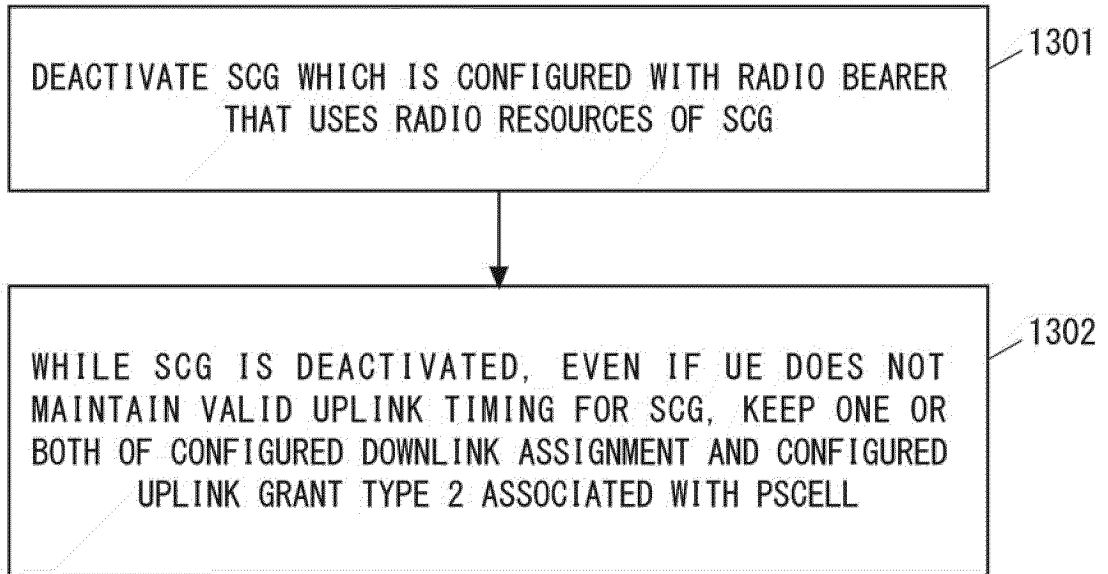 1301
DEACTIVATE SCG WHICH IS CONFIGURED WITH RADIO BEARER
THAT USES RADIO RESOURCES OF SCG
1302
WHILE SCG IS DEACTIVATED, EVEN IF UE DOES NOT
MAINTAIN VALID UPLINK TIMING FOR SCG, KEEP ONE OR
BOTH OF CONFIGURED DOWNLINK ASSIGNMENT AND CONFIGURED
UPLINK GRANT TYPE 2 ASSOCIATED WITH PSCELL